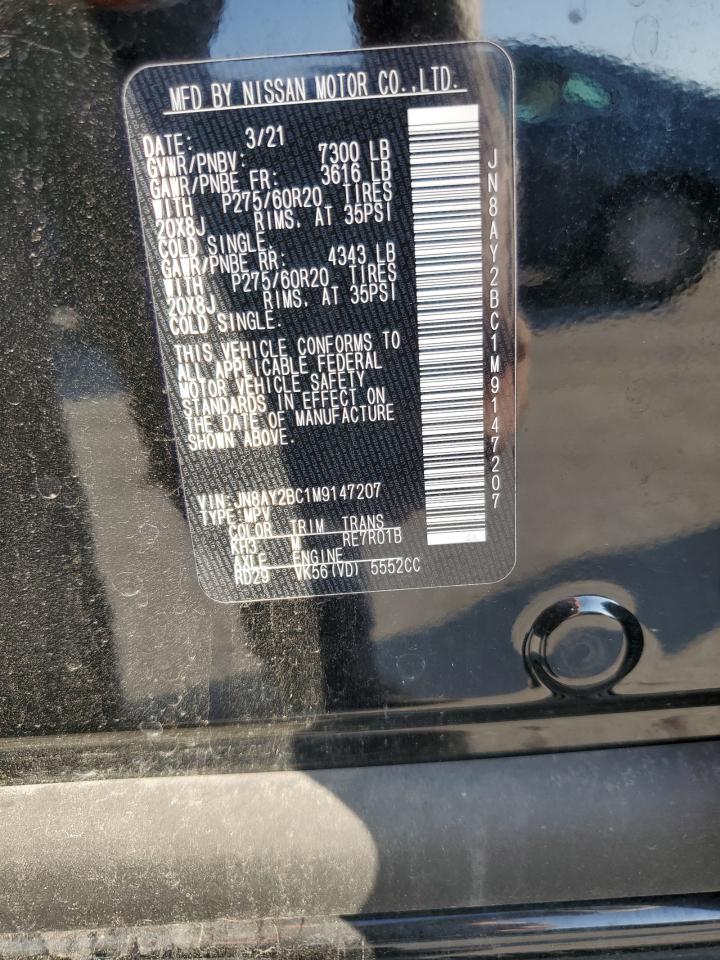 MFD BY NISSAN MOTOR CO.,LTD.
DATE: 3/21
GVWR/PNBV: 7300 LB
GAWR/PNBE FR: 3616 LB
WITH P275/60R20 TIRES
20X8J RIMS. AT 35PSI
COLD SINGLE.
GAWR/PNBE RR: 4343 LB
WITH P275/60R20 TIRES
20X8J RIMS. AT 35PSI
COLD SINGLE.
THIS VEHICLE CONFORMS TO
ALL APPLICABLE FEDERAL
MOTOR VEHICLE SAFETY
STANDARDS IN EFFECT ON
THE DATE OF MANUFACTURE
SHOWN ABOVE.
VIN: JN8AY2BC1M9147207
TYPE: MPV
COLOR TRIM TRANS
KH3 M RE7R01B
AXLE ENGINE
RD29 VK56(VD) 5552CC
JN8AY2BC1M9147207